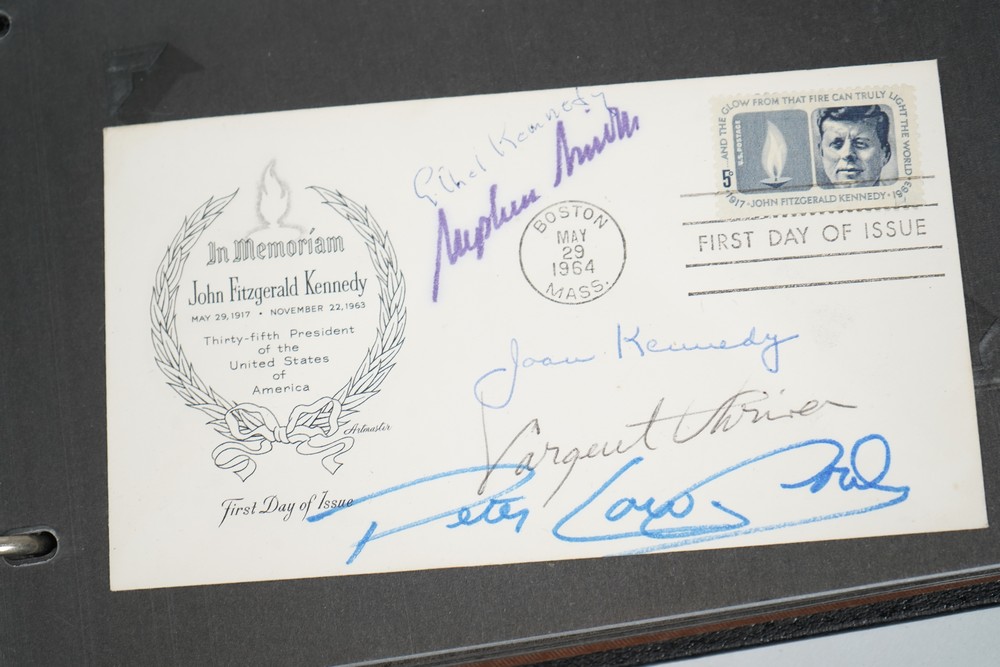 Ethel Kennedy
Stephen Smith
AND THE GLOW FROM THAT FIRE CAN TRULY LIGHT THE WORLD
U.S. POSTAGE
5¢
1917 · JOHN FITZGERALD KENNEDY · 1963
BOSTON
MAY
29
1964
MASS.
FIRST DAY OF ISSUE
In Memoriam
John Fitzgerald Kennedy
MAY 29, 1917 • NOVEMBER 22, 1963
Thirty-fifth President
of the
United States
of
America
Artmaster
First Day of Issue
Joan Kennedy
Sargent Shriver
Peter Lawford